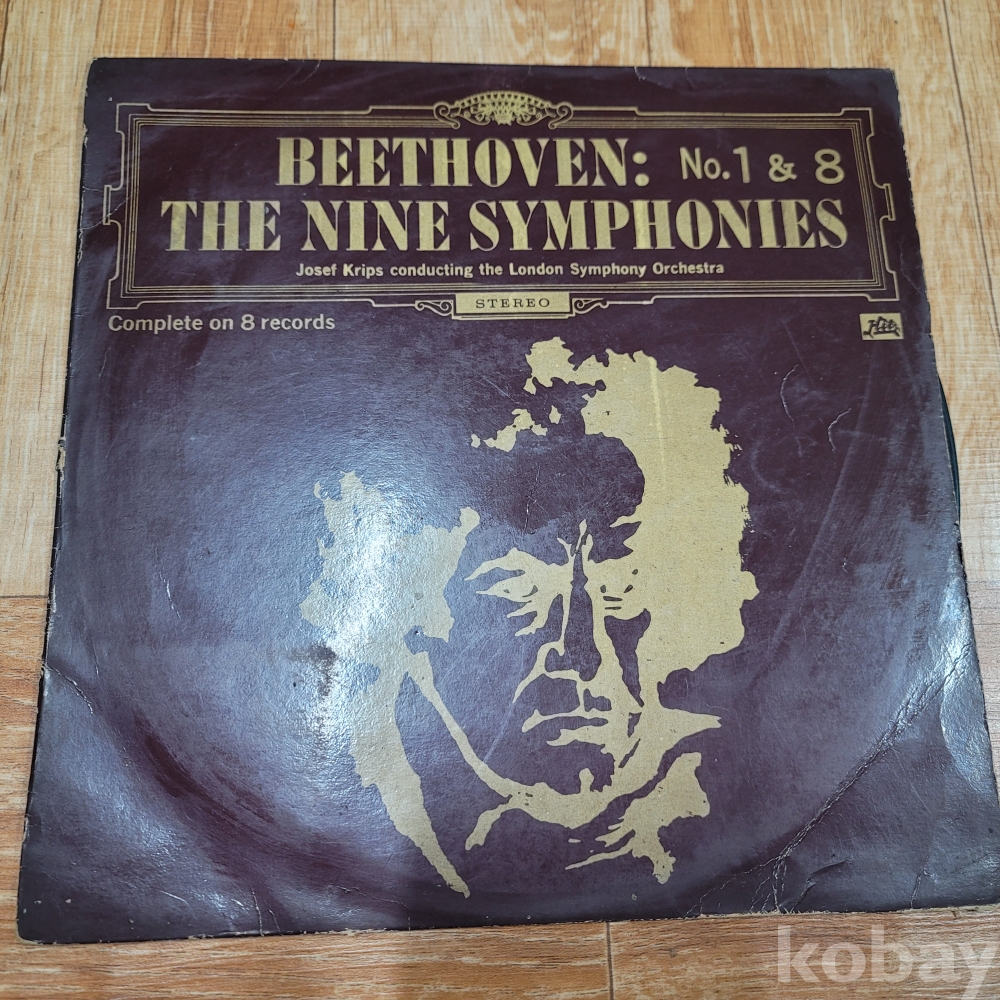 BEETHOVEN: No.1 & 8
THE NINE SYMPHONIES
Josef Krips conducting the London Symphony Orchestra
STEREO
Complete on 8 records
Hit
kobay